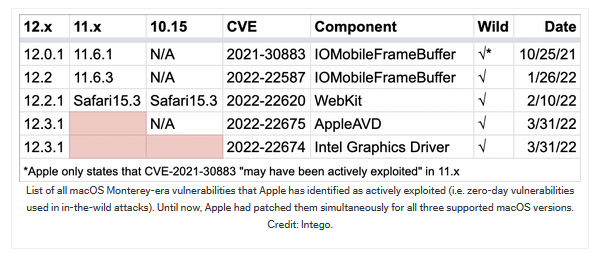 12.x 11.x 10.15 CVE Component Wild Date
12.0.1 11.6.1 N/A 2021-30883 IOMobileFrameBuffer √* 10/25/21
12.2 11.6.3 N/A 2022-22587 IOMobileFrameBuffer √ 1/26/22
12.2.1 Safari15.3 Safari15.3 2022-22620 WebKit √ 2/10/22
12.3.1 N/A 2022-22675 AppleAVD √ 3/31/22
12.3.1 2022-22674 Intel Graphics Driver √ 3/31/22
*Apple only states that CVE-2021-30883 "may have been actively exploited" in 11.x
List of all macOS Monterey-era vulnerabilities that Apple has identified as actively exploited (i.e. zero-day vulnerabilities
used in in-the-wild attacks). Until now, Apple had patched them simultaneously for all three supported macOS versions.
Credit: Intego.